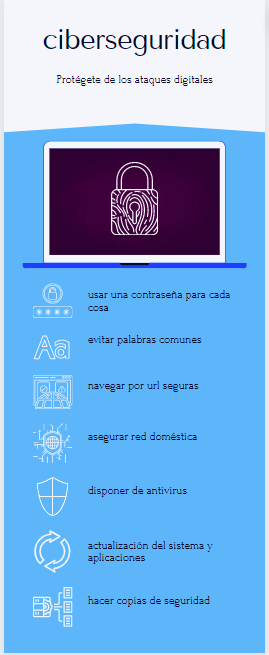 ciberseguridad
Protégete de los ataques digitales
usar una contraseña para cada
cosa
Aa
evitar palabras comunes
navegar por url seguras
asegurar red doméstica
disponer de antivirus
actualización del sistema y
aplicaciones
hacer copias de seguridad